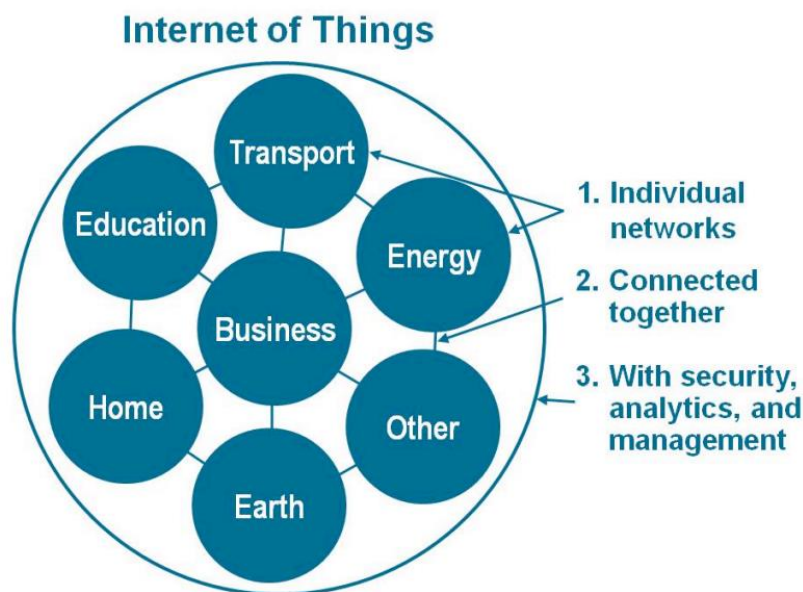 Internet of Things
Transport
Education
Energy
Business
Home
Other
Earth
1. Individual
networks
2. Connected
together
3. With security,
analytics, and
management